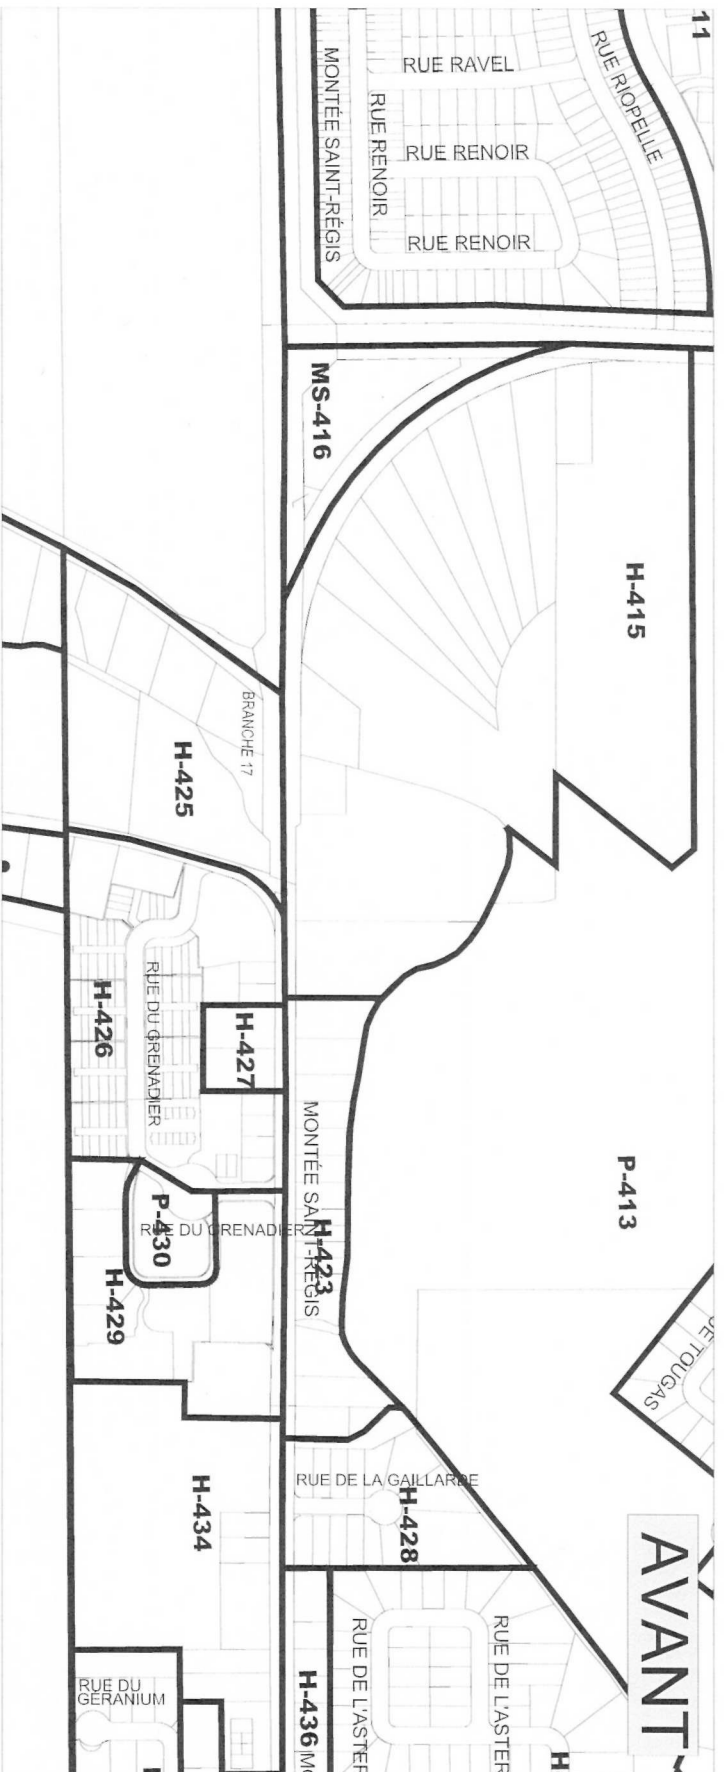 11
RUE RAVEL
RUE RIOPELLE
MONTÉE SAINT-RÉGIS
RUE RENOIR
RUE RENOIR
RUE RENOIR
MS-416
H-415
BRANCHE 17
H-425
RUE DU GRENADIER
H-426
H-427
MONTÉE SAINT-RÉGIS
P-413
P-430
RUE DU GRENADIER
H-423
H-429
DE TOUGAS
RUE DE LA GAILLARDE
H-428
H-434
AVANT
RUE DU
GÉRANIUM
H-436
RUE DE L'ASTER
RUE DE L'ASTER
H